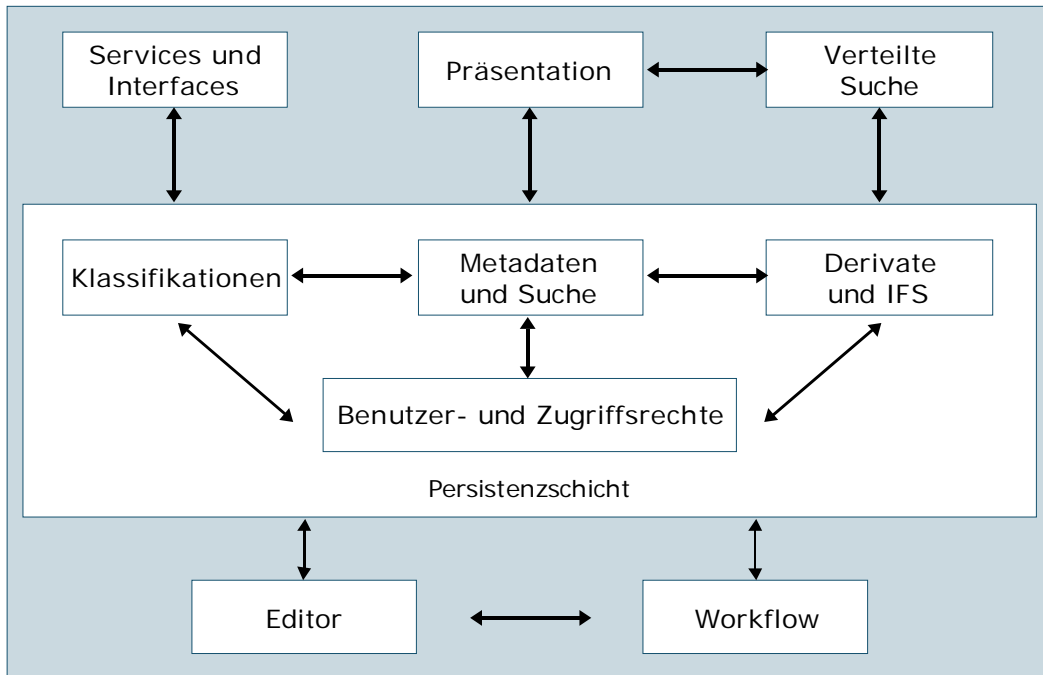 Services und
Interfaces
Präsentation
Verteilte
Suche
Klassifikationen
Metadaten
und Suche
Derivate
und IFS
Benutzer- und Zugriffsrechte
Persistenzschicht
Editor
Workflow